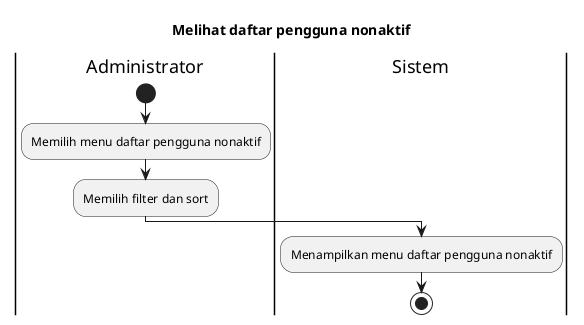 Melihat daftar pengguna nonaktif
Administrator
Sistem
Memilih menu daftar pengguna nonaktif
Memilih filter dan sort
Menampilkan menu daftar pengguna nonaktif